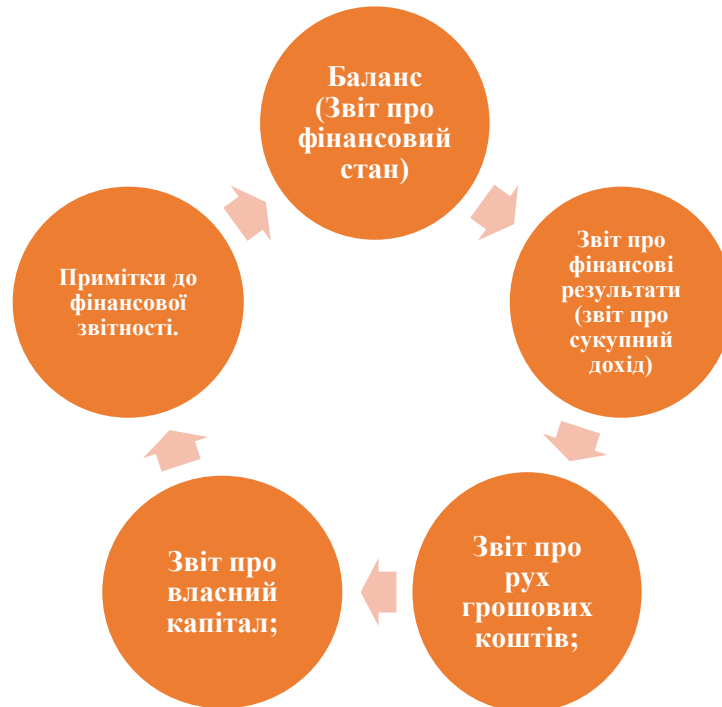 Баланс
(Звіт про
фінансовий
стан)
Звіт про
фінансові
результати
(звіт про
сукупний
дохід)
Звіт про
рух
грошових
коштів;
Звіт про
власний
капітал;
Примітки до
фінансової
звітності.